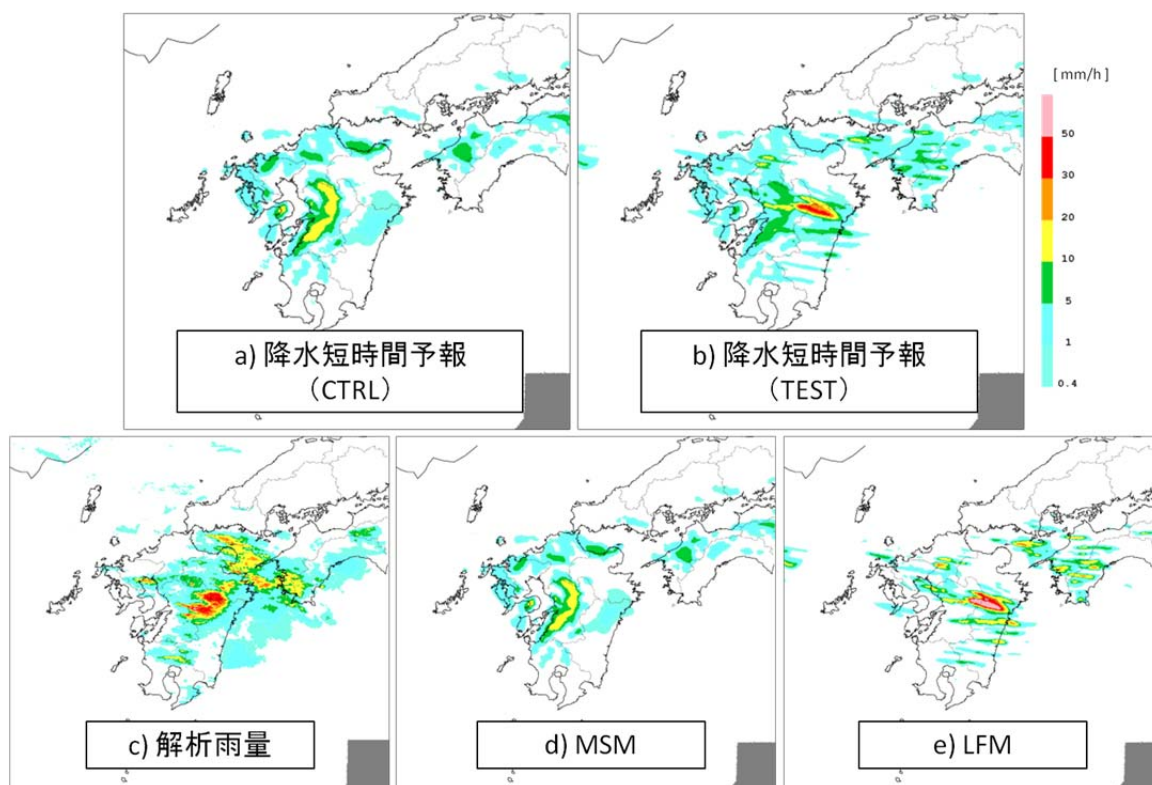 [mm/h]
50
30
20
10
5
1
0.4
a) 降水短時間予報
（CTRL）
b) 降水短時間予報
（TEST）
c) 解析雨量
d) MSM
e) LFM